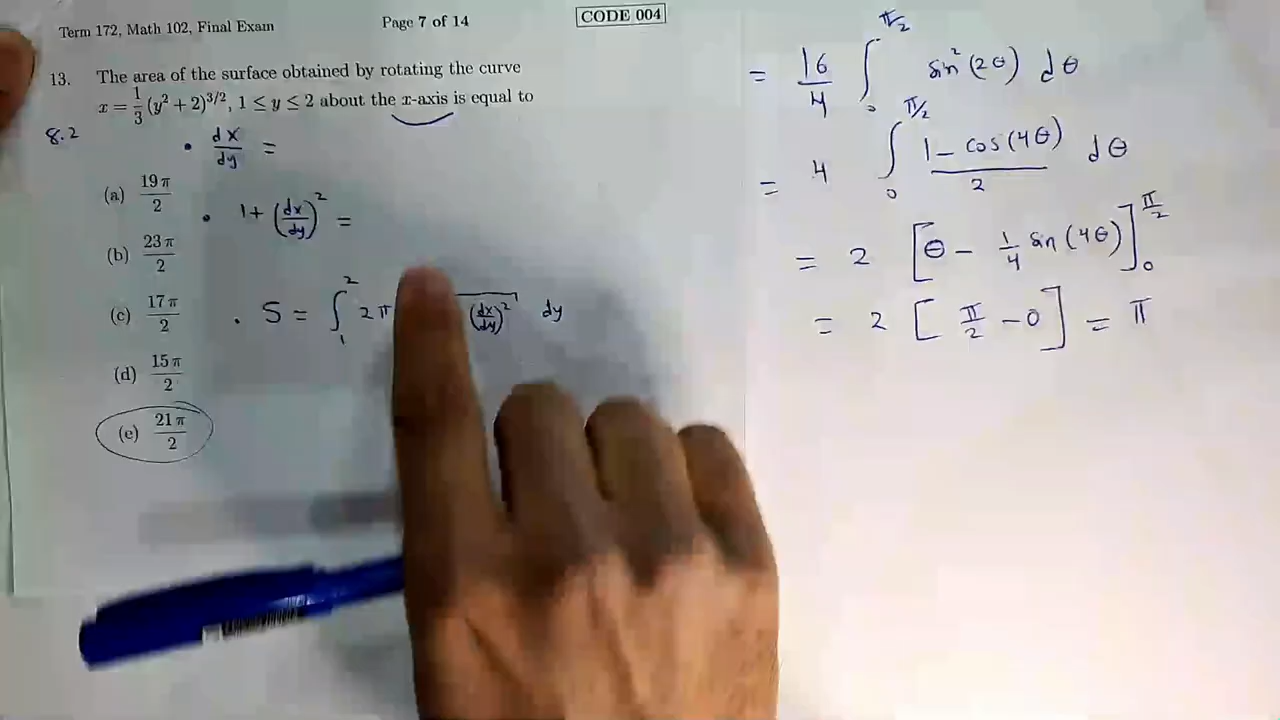 Term 172, Math 102, Final Exam Page 7 of 14 CODE 004
13. The area of the surface obtained by rotating the curve
x = 1/3 (y² + 2)^{3/2}, 1 ≤ y ≤ 2 about the x-axis is equal to
8.2
• dx/dy =
(a) 19π/2
• 1 + (dx/dy)² =
(b) 23π/2
(c) 17π/2
• S = ∫₁² 2π (dx/dy)² dy
(d) 15π/2
(e) 21π/2
= 16/4 ∫₀^{π/2} sin²(2θ) dθ
= 4 ∫₀^{π/2} (1 - cos(4θ))/2 dθ
= 2 [θ - 1/4 sin(4θ)]₀^{π/2}
= 2 [π/2 - 0] = π